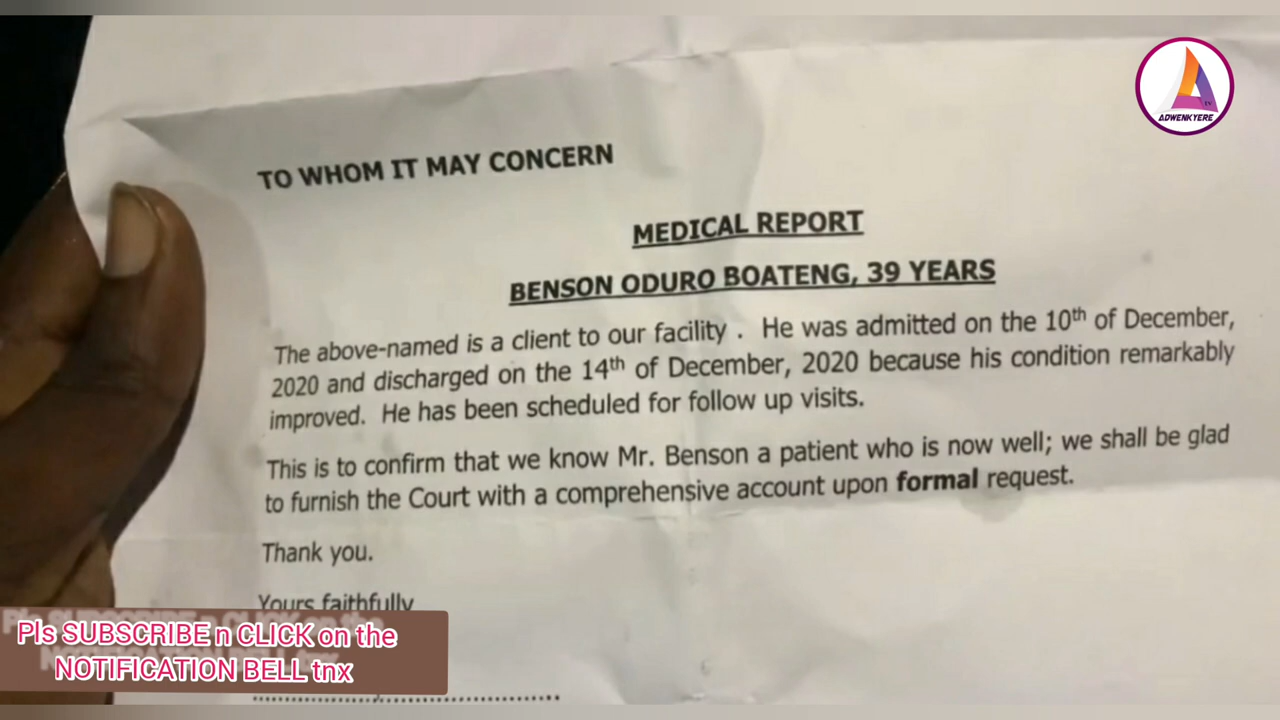 TV
ADWENKYERE
TO WHOM IT MAY CONCERN
MEDICAL REPORT
BENSON ODURO BOATENG, 39 YEARS
The above-named is a client to our facility . He was admitted on the 10th of December,
2020 and discharged on the 14th of December, 2020 because his condition remarkably
improved. He has been scheduled for follow up visits.
This is to confirm that we know Mr. Benson a patient who is now well; we shall be glad
to furnish the Court with a comprehensive account upon formal request.
Thank you.
Yours faithfully
Pls SUBSCRIBE n CLICK on the
NOTIFICATION BELL tnx